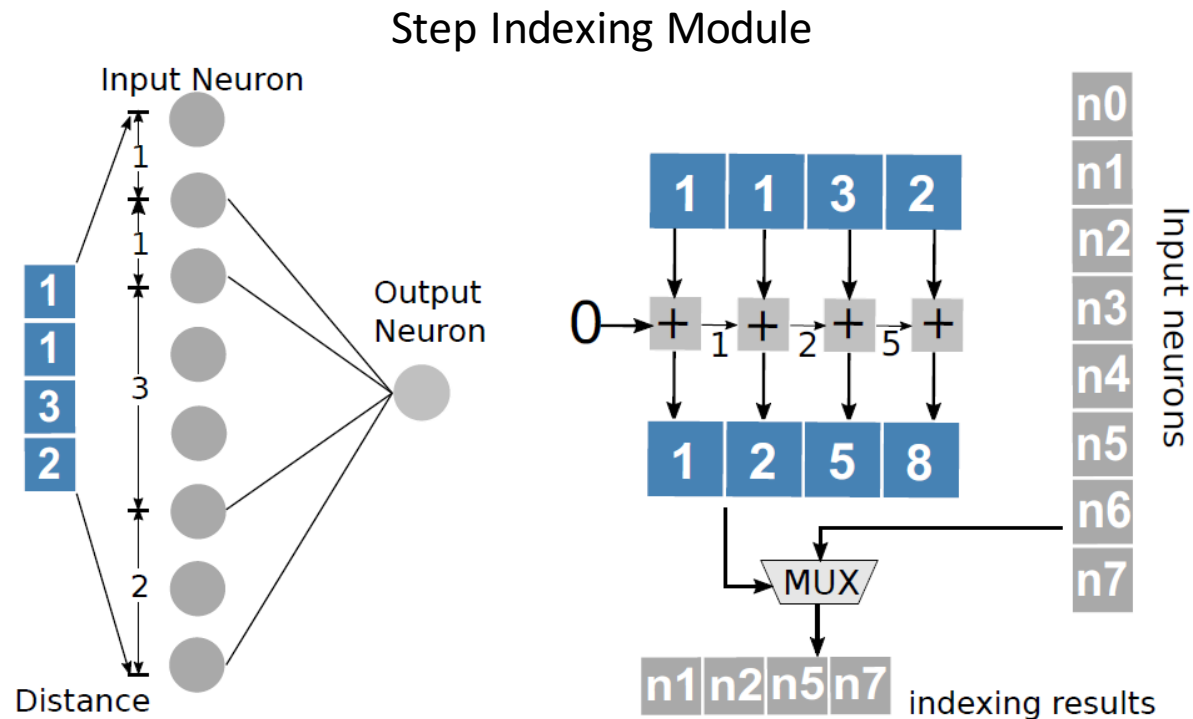 Step Indexing Module
Input Neuron
1
1
3
2
1
1
3
2
Output
Neuron
Distance
1 1 3 2
0 + + + +
1 2 5
1 2 5 8
MUX
n1 n2 n5 n7
indexing results
n0
n1
n2
n3
n4
n5
n6
n7
Input neurons